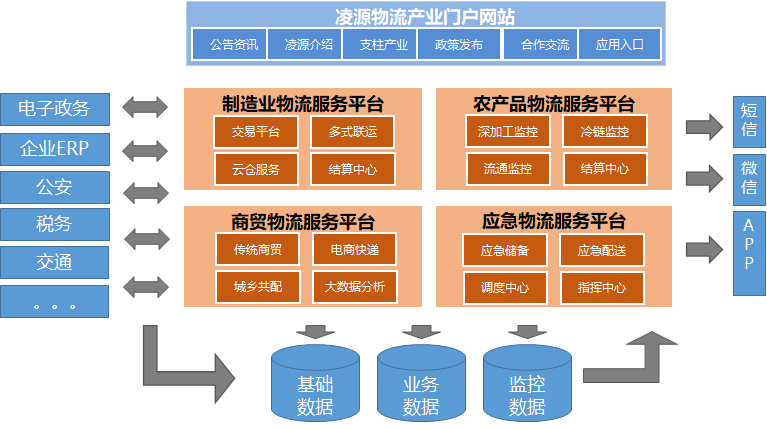 凌源物流产业门户网站
公告资讯
凌源介绍
支柱产业
政策发布
合作交流
应用入口
电子政务
企业ERP
公安
税务
交通
。。。
制造业物流服务平台
交易平台
多式联运
云仓服务
结算中心
农产品物流服务平台
深加工监控
冷链监控
流通监控
结算中心
商贸物流服务平台
传统商贸
电商快递
城乡共配
大数据分析
应急物流服务平台
应急储备
应急配送
调度中心
指挥中心
短信
微信
APP
基础
数据
业务
数据
监控
数据